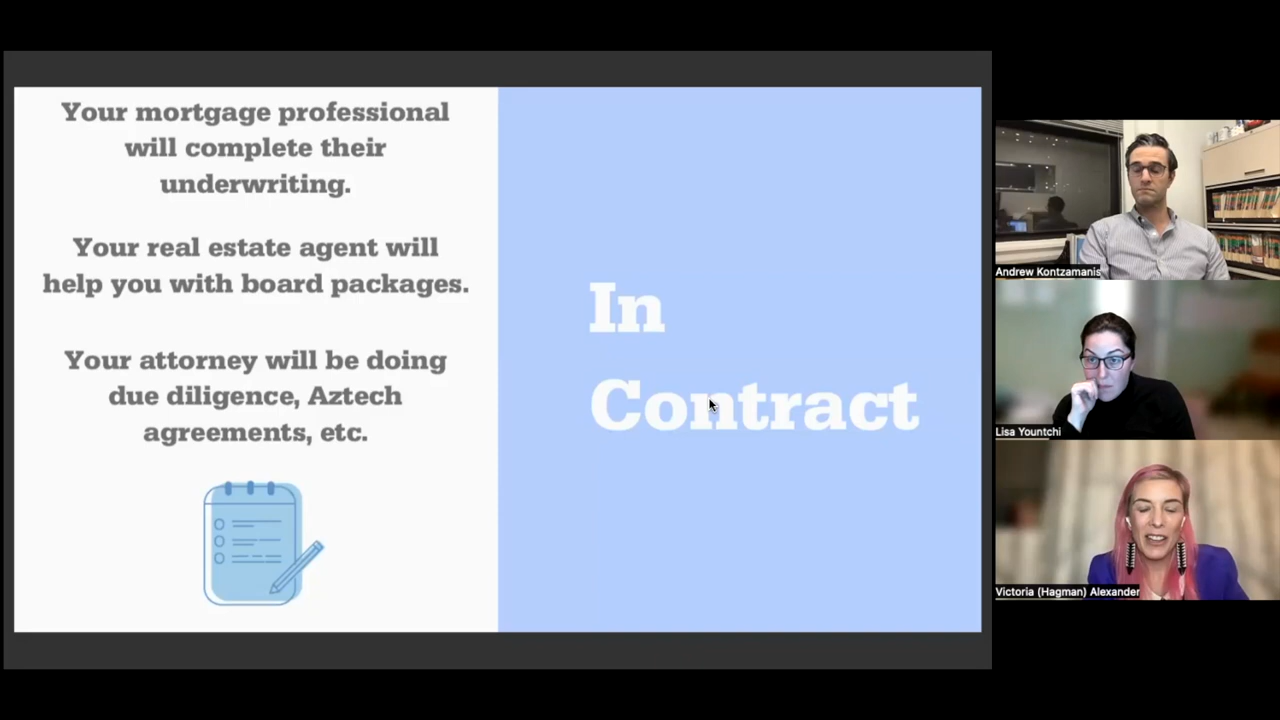 Your mortgage professional
will complete their
underwriting.
Your real estate agent will
help you with board packages.
Your attorney will be doing
due diligence, Aztech
agreements, etc.
In
Contract
Andrew Kontzamanis
Lisa Yountchi
Victoria (Hagman) Alexander